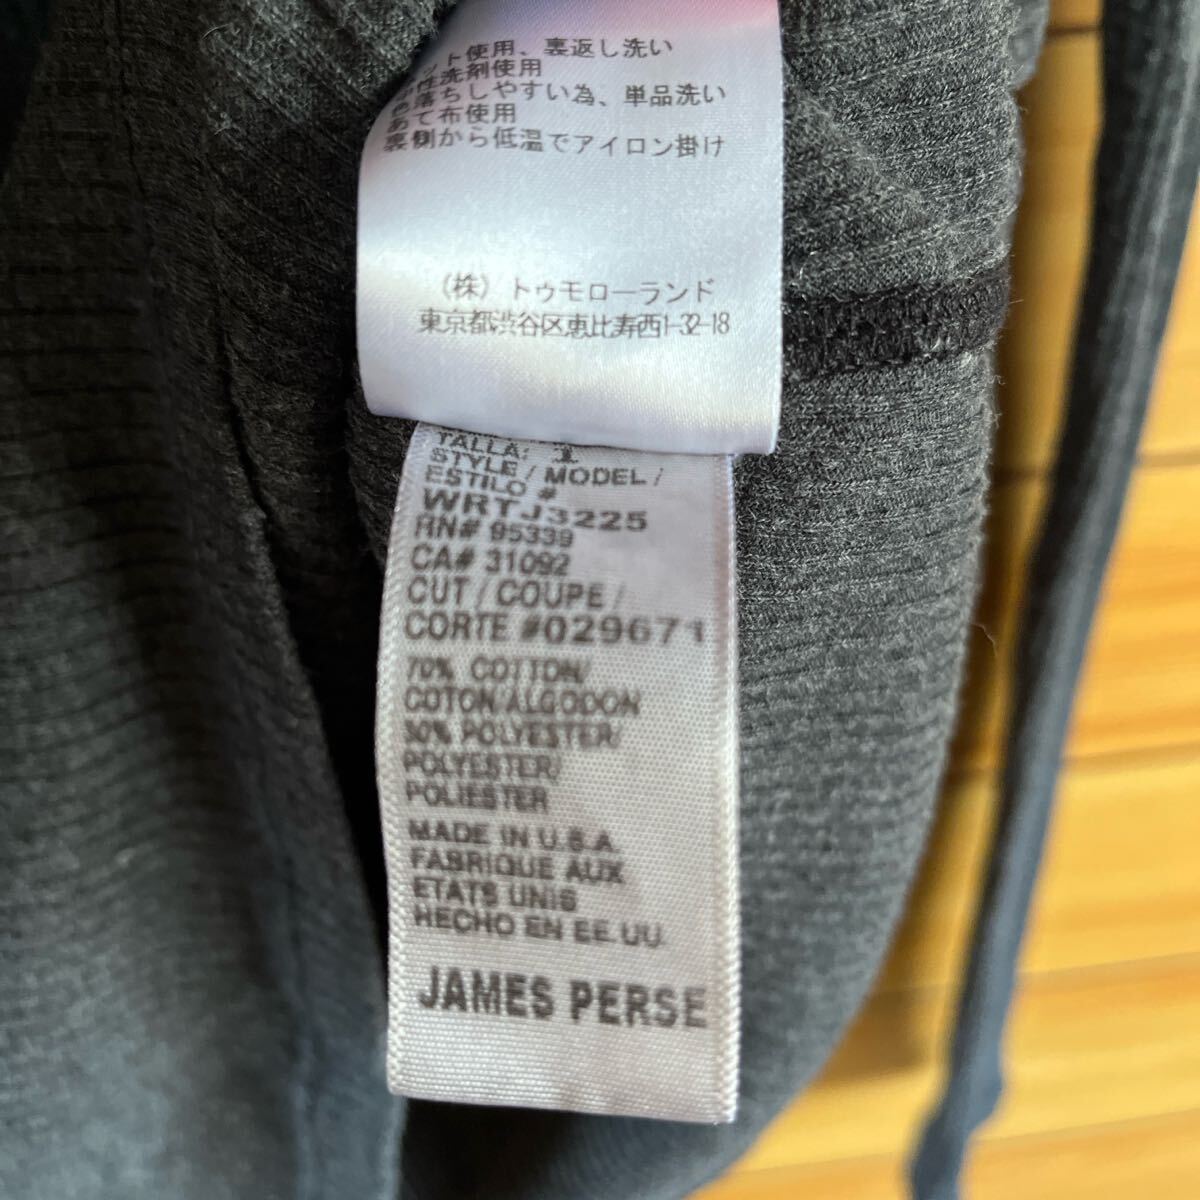 ット使用、裏返し洗い
中性洗剤使用
色落ちしやすい為、単品洗い
あて布使用
裏側から低温でアイロン掛け
(株) トゥモローランド
東京都渋谷区恵比寿西1-32-18
TALLA: 1
STYLE / MODEL /
ESTILO #
WRTJ3225
RN# 95339
CA# 31092
CUT / COUPE /
CORTE #029671
70% COTTON/
COTON/ALGODON
30% POLYESTER/
POLYESTER/
POLIESTER
MADE IN U.S.A.
FABRIQUE AUX
ETATS UNIS
HECHO EN EE.UU.
JAMES PERSE